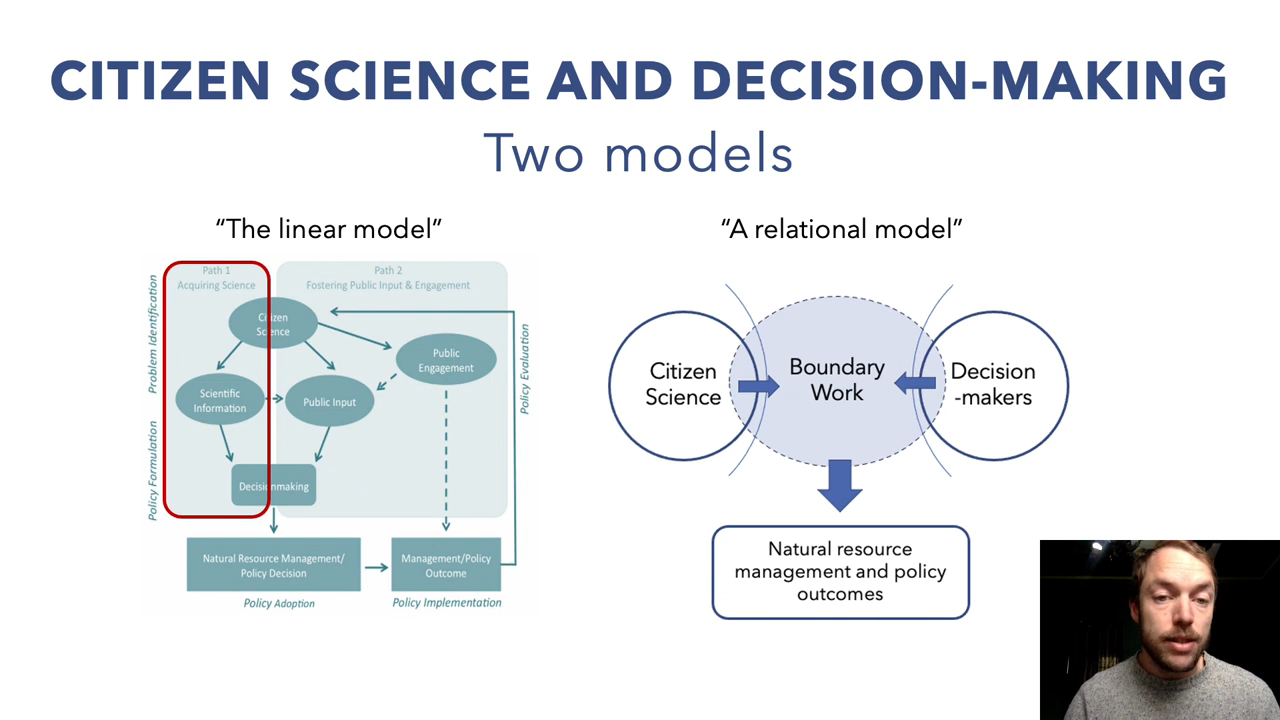 CITIZEN SCIENCE AND DECISION-MAKING
Two models
“The linear model”
Path 1
Acquiring Science
Path 2
Fostering Public Input & Engagement
Problem Identification
Policy Formulation
Citizen
Science
Public
Engagement
Scientific
Information
Public Input
Decisionmaking
Policy Evaluation
Natural Resource Management/
Policy Decision
Management/Policy
Outcome
Policy Adoption
Policy Implementation
“A relational model”
Citizen
Science
Boundary
Work
Decision
-makers
Natural resource
management and policy
outcomes